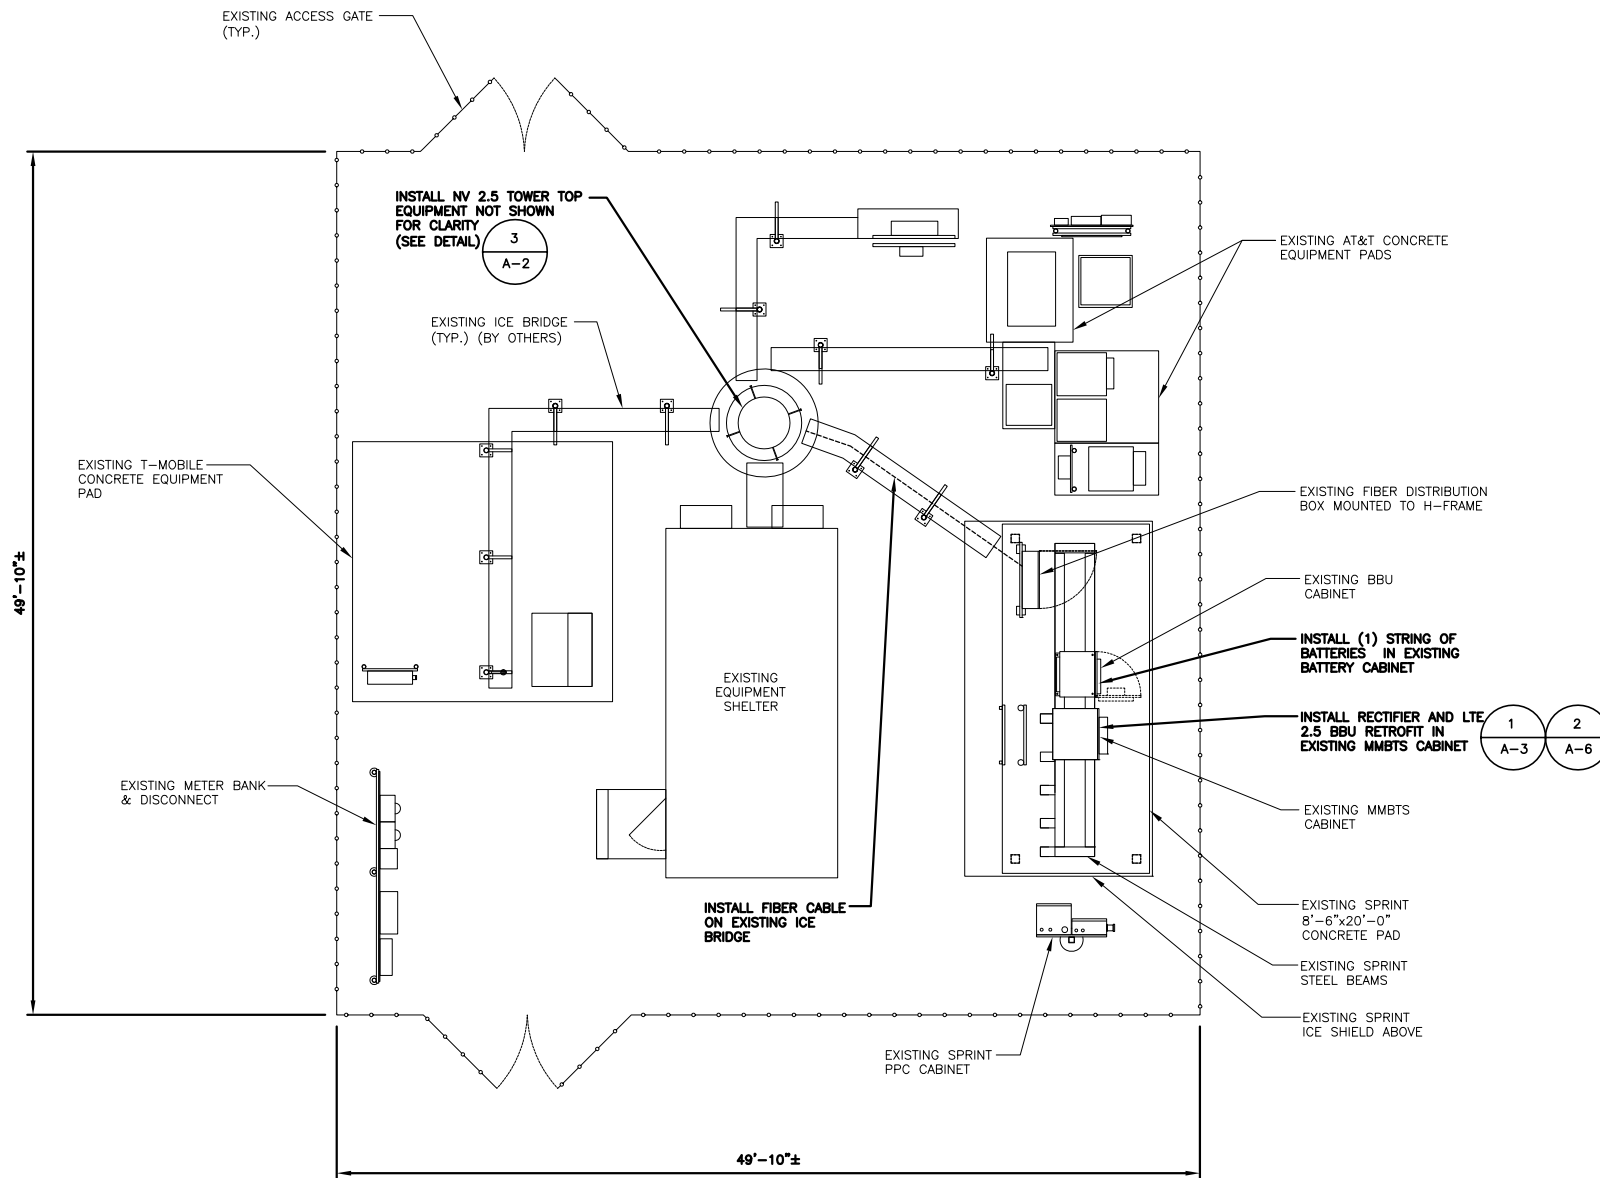 EXISTING ACCESS GATE
(TYP.)
INSTALL NV 2.5 TOWER TOP
EQUIPMENT NOT SHOWN
FOR CLARITY
(SEE DETAIL)
3
A-2
EXISTING AT&T CONCRETE
EQUIPMENT PADS
EXISTING ICE BRIDGE
(TYP.) (BY OTHERS)
EXISTING T-MOBILE
CONCRETE EQUIPMENT
PAD
EXISTING FIBER DISTRIBUTION
BOX MOUNTED TO H-FRAME
49'-10"±
EXISTING BBU
CABINET
INSTALL (1) STRING OF
BATTERIES IN EXISTING
BATTERY CABINET
EXISTING
EQUIPMENT
SHELTER
INSTALL RECTIFIER AND LTE
2.5 BBU RETROFIT IN
EXISTING MMBTS CABINET
1
A-3
2
A-6
EXISTING METER BANK
& DISCONNECT
EXISTING MMBTS
CABINET
INSTALL FIBER CABLE
ON EXISTING ICE
BRIDGE
EXISTING SPRINT
8'-6"x20'-0"
CONCRETE PAD
EXISTING SPRINT
STEEL BEAMS
EXISTING SPRINT
ICE SHIELD ABOVE
EXISTING SPRINT
PPC CABINET
49'-10"±